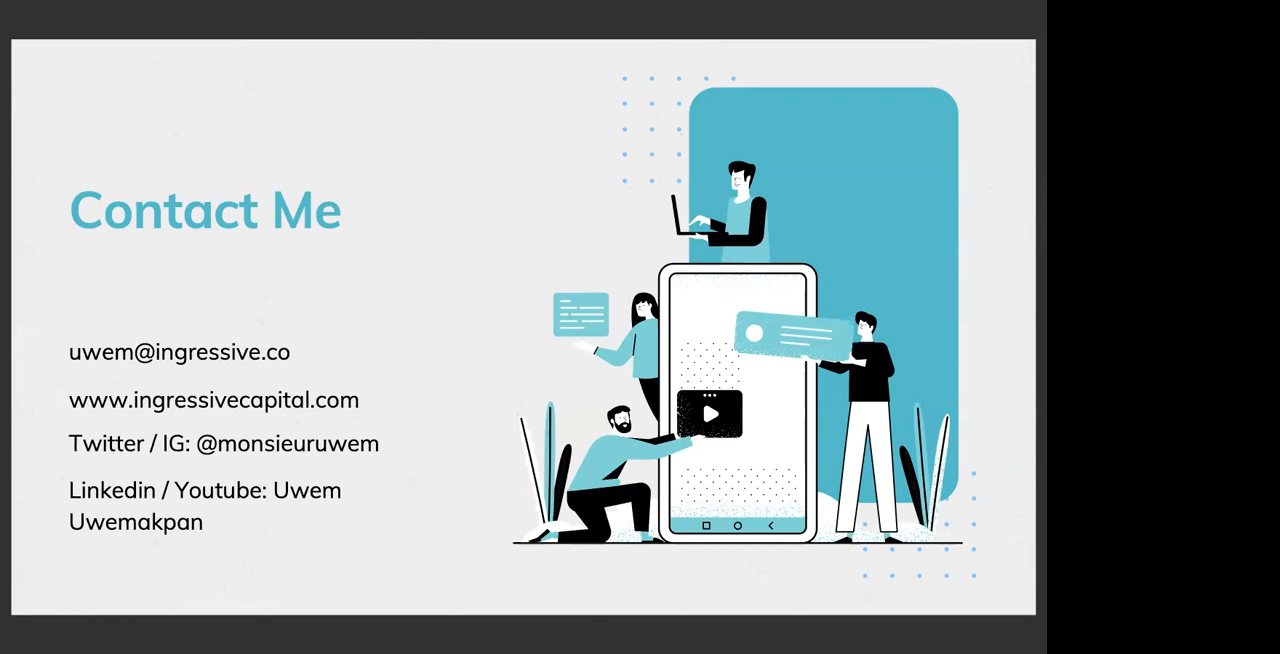 Contact Me
uwem@ingressive.co
www.ingressivecapital.com
Twitter / IG: @monsieuruwem
Linkedin / Youtube: Uwem
Uwemakpan